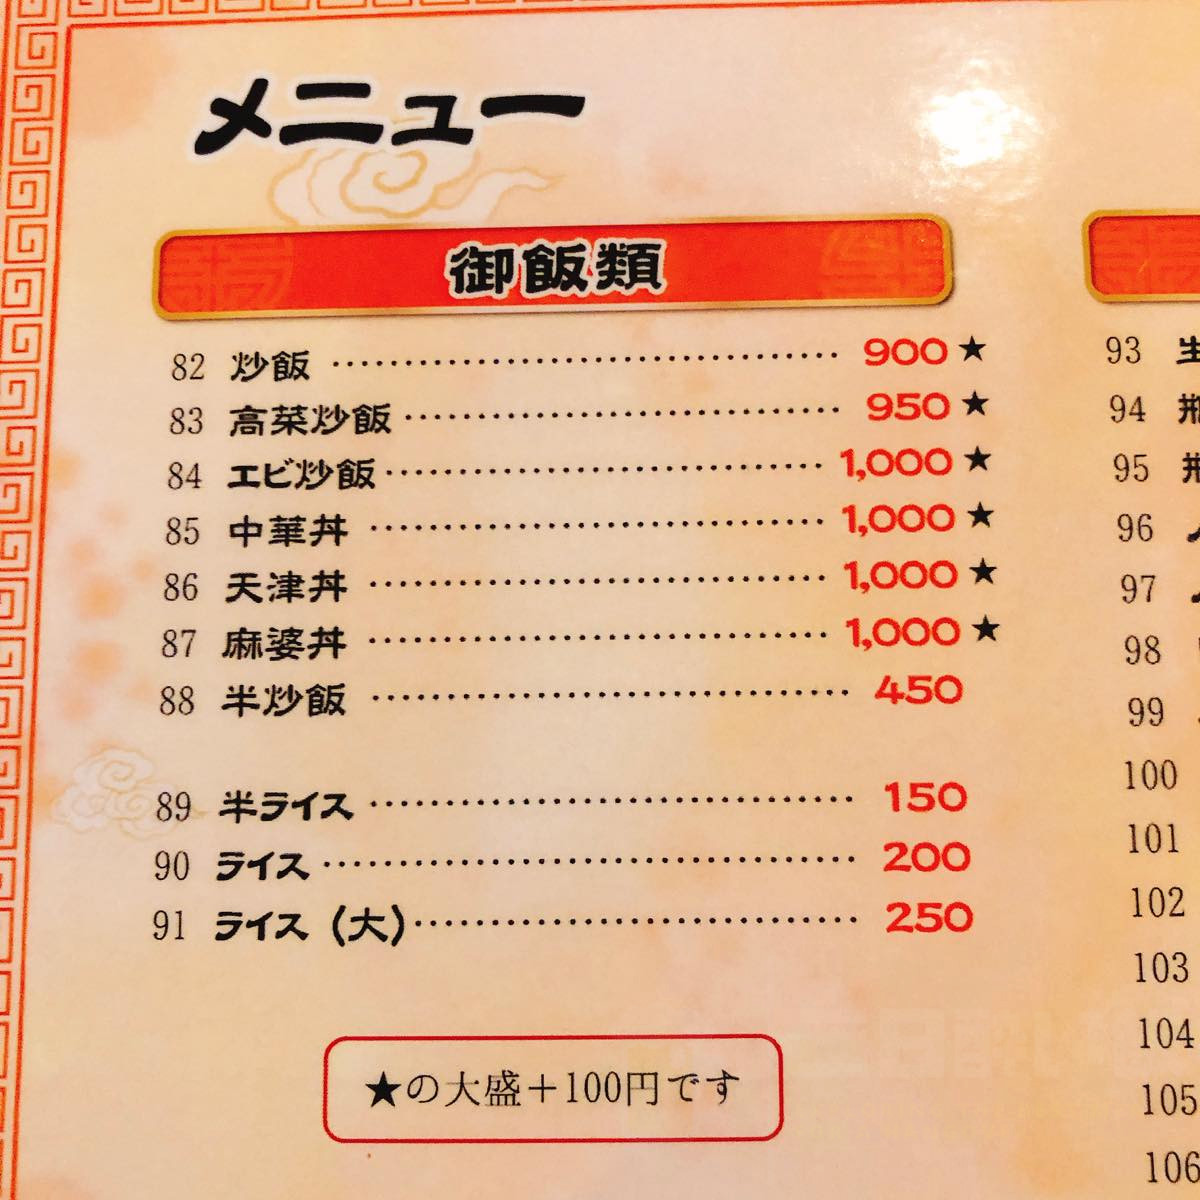 メニュー
御飯類
82 炒飯 ………………………………… 900★
83 高菜炒飯 ………………………………… 950★
84 エビ炒飯 ………………………………… 1,000★
85 中華丼 ………………………………… 1,000★
86 天津丼 ………………………………… 1,000★
87 麻婆丼 ………………………………… 1,000★
88 半炒飯 ………………………………… 450
89 半ライス ………………………………… 150
90 ライス ………………………………… 200
91 ライス（大） ………………………………… 250
★の大盛＋100円です
93 生
94 瓶
95 瓶
96
97
98
99
100
101
102
103
104
105
106